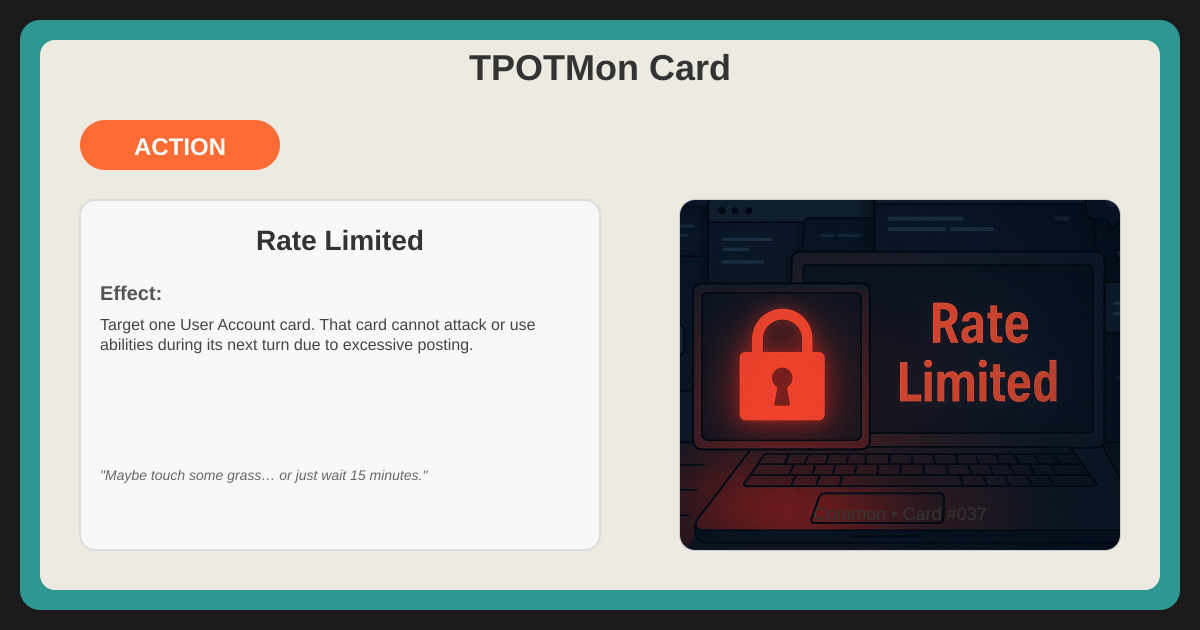 TPOTMon Card
ACTION
Rate Limited
Effect:
Target one User Account card. That card cannot attack or use
abilities during its next turn due to excessive posting.
"Maybe touch some grass… or just wait 15 minutes."
Rate
Limited
• Card #037